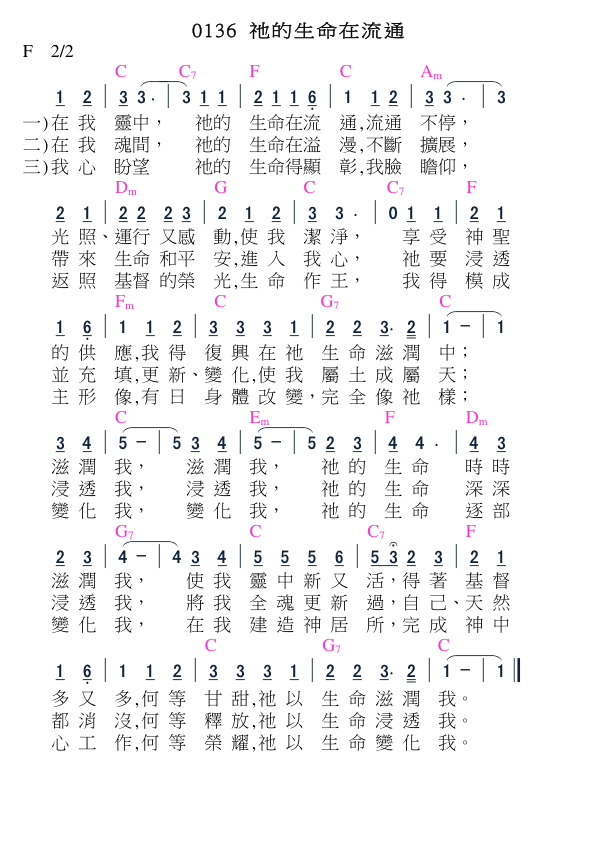 0136 祂的生命在流通
F 2/2
C C7 F C Am
1 2 | 3 3 . | 3 1 1 | 2 1 1 6 | 1 1 2 | 3 3 . | 3
一)在 我 靈中， 祂的 生命在流 通,流通 不停，
二)在 我 魂間， 祂的 生命在溢 漫,不斷 擴展，
三)我 心 盼望 祂的 生命得顯 彰,我臉 瞻仰，
Dm G C C7 F
2 1 | 2 2 2 3 | 2 1 2 | 3 3 . | 0 1 1 | 2 1
光 照、運行 又感 動,使 我 潔 淨， 享 受 神 聖
帶 來 生命 和平 安,進 入 我 心， 祂 要 浸 透
返 照 基督 的榮 光,生 命 作 王， 我 得 模 成
Fm C G7 C
1 6 | 1 1 2 | 3 3 3 1 | 2 2 3. 2 | 1 - | 1
的 供 應,我 得 復 興 在 祂 生 命 滋 潤 中；
並 充 填,更 新、變 化,使 我 屬 土 成 屬 天；
主 形 像,有 日 身 體 改 變，完 全 像 祂 樣；
C Em F Dm
3 4 | 5 - | 5 3 4 | 5 - | 5 2 3 | 4 4 . | 4 3
滋 潤 我， 滋 潤 我， 祂 的 生 命 時 時
浸 透 我， 浸 透 我， 祂 的 生 命 深 深
變 化 我， 變 化 我， 祂 的 生 命 逐 部
G7 C C7 F
2 3 | 4 - | 4 3 4 | 5 5 5 6 | 5 3 2 3 | 2 1
滋 潤 我， 使 我 靈 中 新 又 活,得 著 基 督
浸 透 我， 將 我 全 魂 更 新 過,自 己、天 然
變 化 我， 在 我 建 造 神 居 所,完 成 神 中
C G7 C
1 6 | 1 1 2 | 3 3 3 1 | 2 2 3. 2 | 1 - | 1
多 又 多,何 等 甘 甜,祂 以 生 命 滋 潤 我。
都 消 沒,何 等 釋 放,祂 以 生 命 浸 透 我。
心 工 作,何 等 榮 耀,祂 以 生 命 變 化 我。